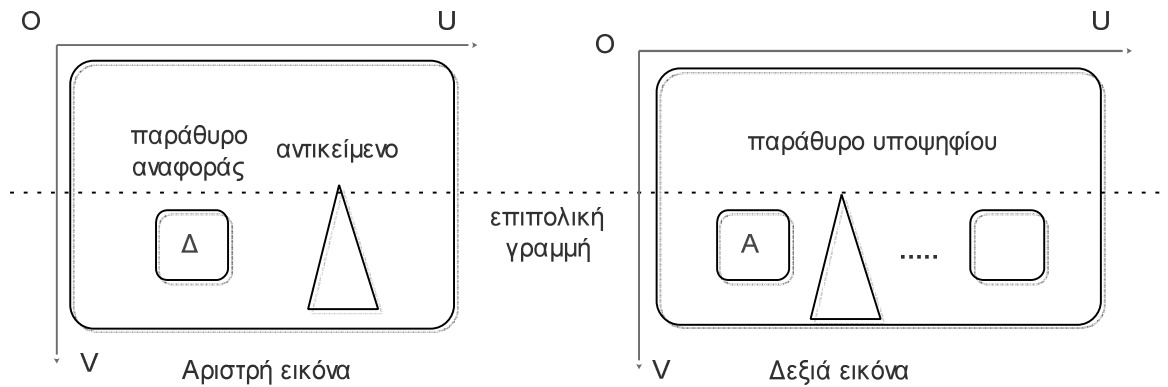 O
U
παράθυρο
αναφοράς
αντικείμενο
Δ
V
Αριστρή εικόνα
επιπολική
γραμμή
O
U
παράθυρο υποψηφίου
A
.....
V
Δεξιά εικόνα